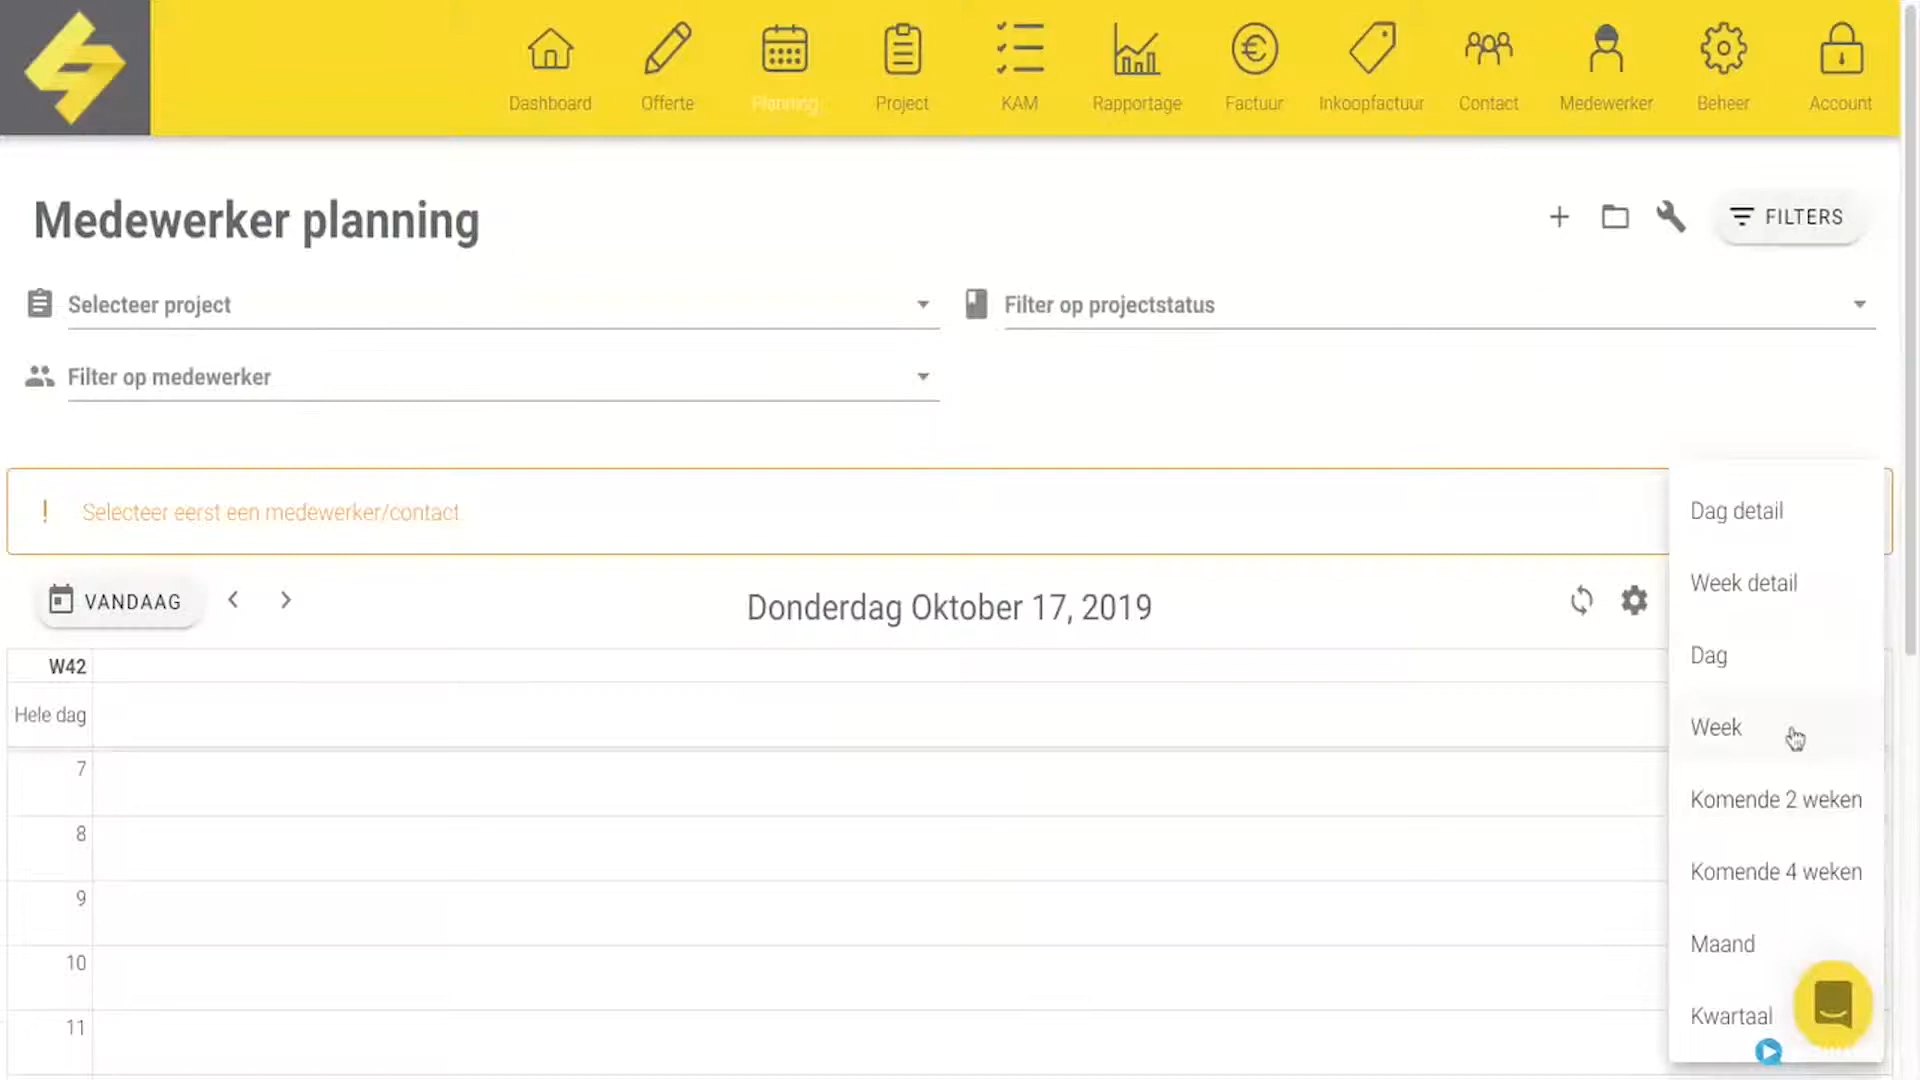 Dashboard
Offerte
Planning
Project
KAM
Rapportage
Factuur
Inkoopfactuur
Contact
Medewerker
Beheer
Account
Medewerker planning
FILTERS
Selecteer project
Filter op projectstatus
Filter op medewerker
! Selecteer eerst een medewerker/contact
VANDAAG
Donderdag Oktober 17, 2019
W42
Hele dag
7
8
9
10
11
Dag detail
Week detail
Dag
Week
Komende 2 weken
Komende 4 weken
Maand
Kwartaal